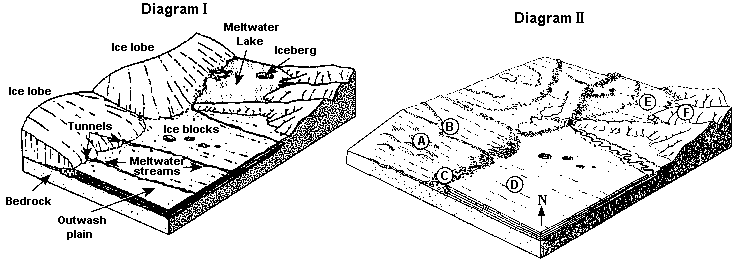 Diagram I
Meltwater
Lake
Iceberg
Ice lobe
Ice lobe
Tunnels
Ice blocks
Meltwater
streams
Bedrock
Outwash
plain
Diagram II
A
B
C
D
E
F
N